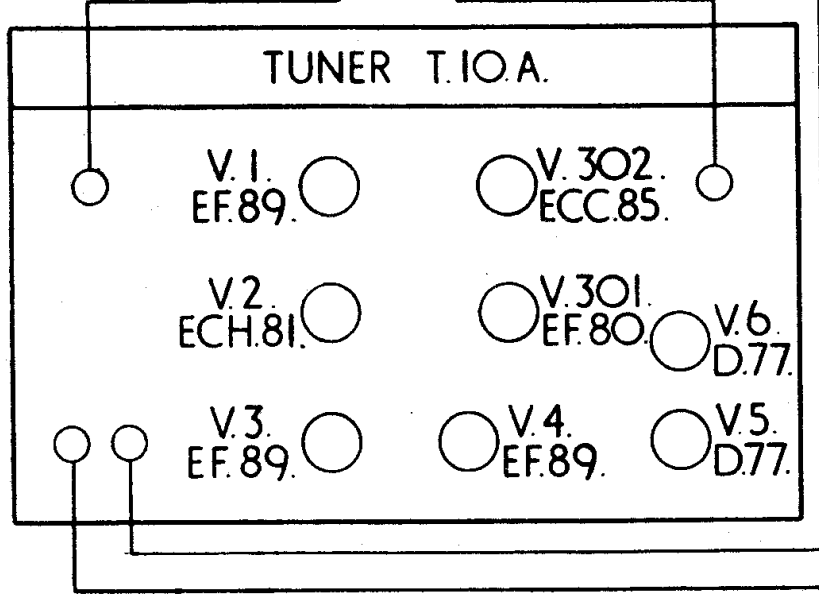 TUNER T.10.A.
V.1.
EF.89.
V.302.
ECC.85.
V.2.
ECH.81.
V.301.
EF.80.
V.6.
D.77.
V.3.
EF.89.
V.4.
EF.89.
V.5.
D.77.